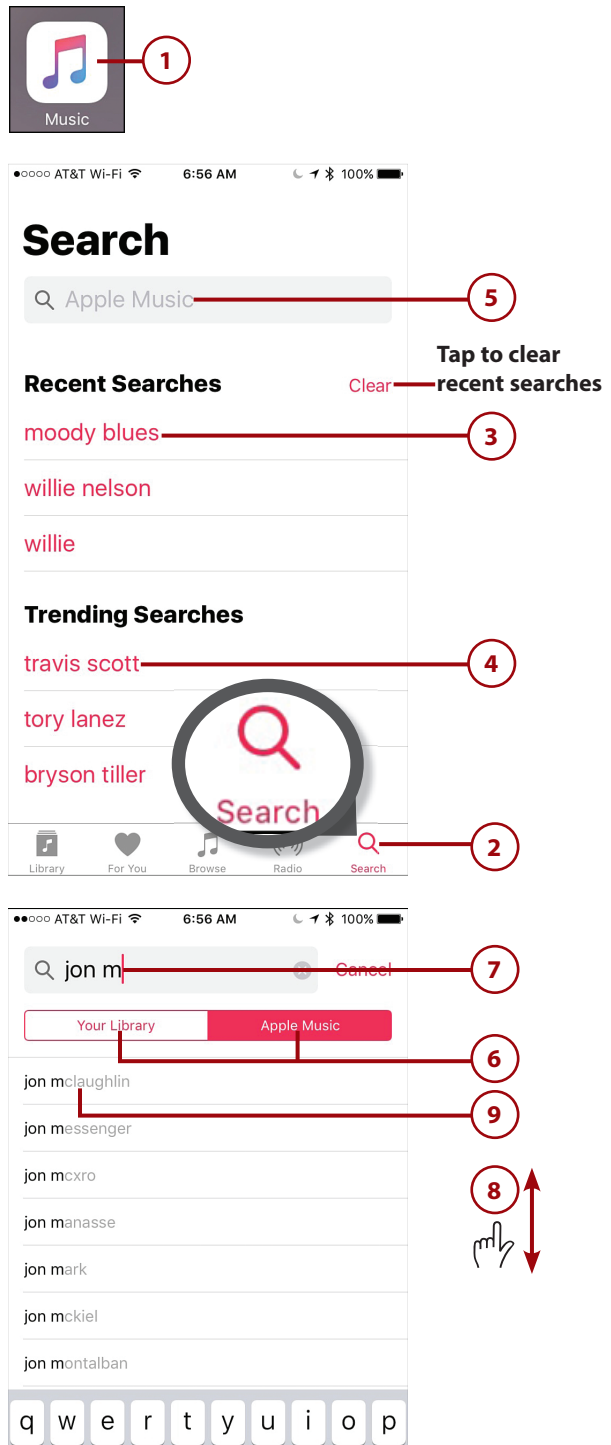 1
Music
AT&T Wi-Fi 6:56 AM 100%
Search
Apple Music
5
Tap to clear
recent searches
Recent Searches Clear
moody blues
3
willie nelson
willie
Trending Searches
travis scott
4
tory lanez
bryson tiller
Search
2
Library For You Browse Radio Search
AT&T Wi-Fi 6:56 AM 100%
jon m Cancel
7
Your Library Apple Music
6
jon mclaughlin
9
jon messenger
jon mcxro
8
jon manasse
jon mark
jon mckiel
jon montalban
q w e r t y u i o p